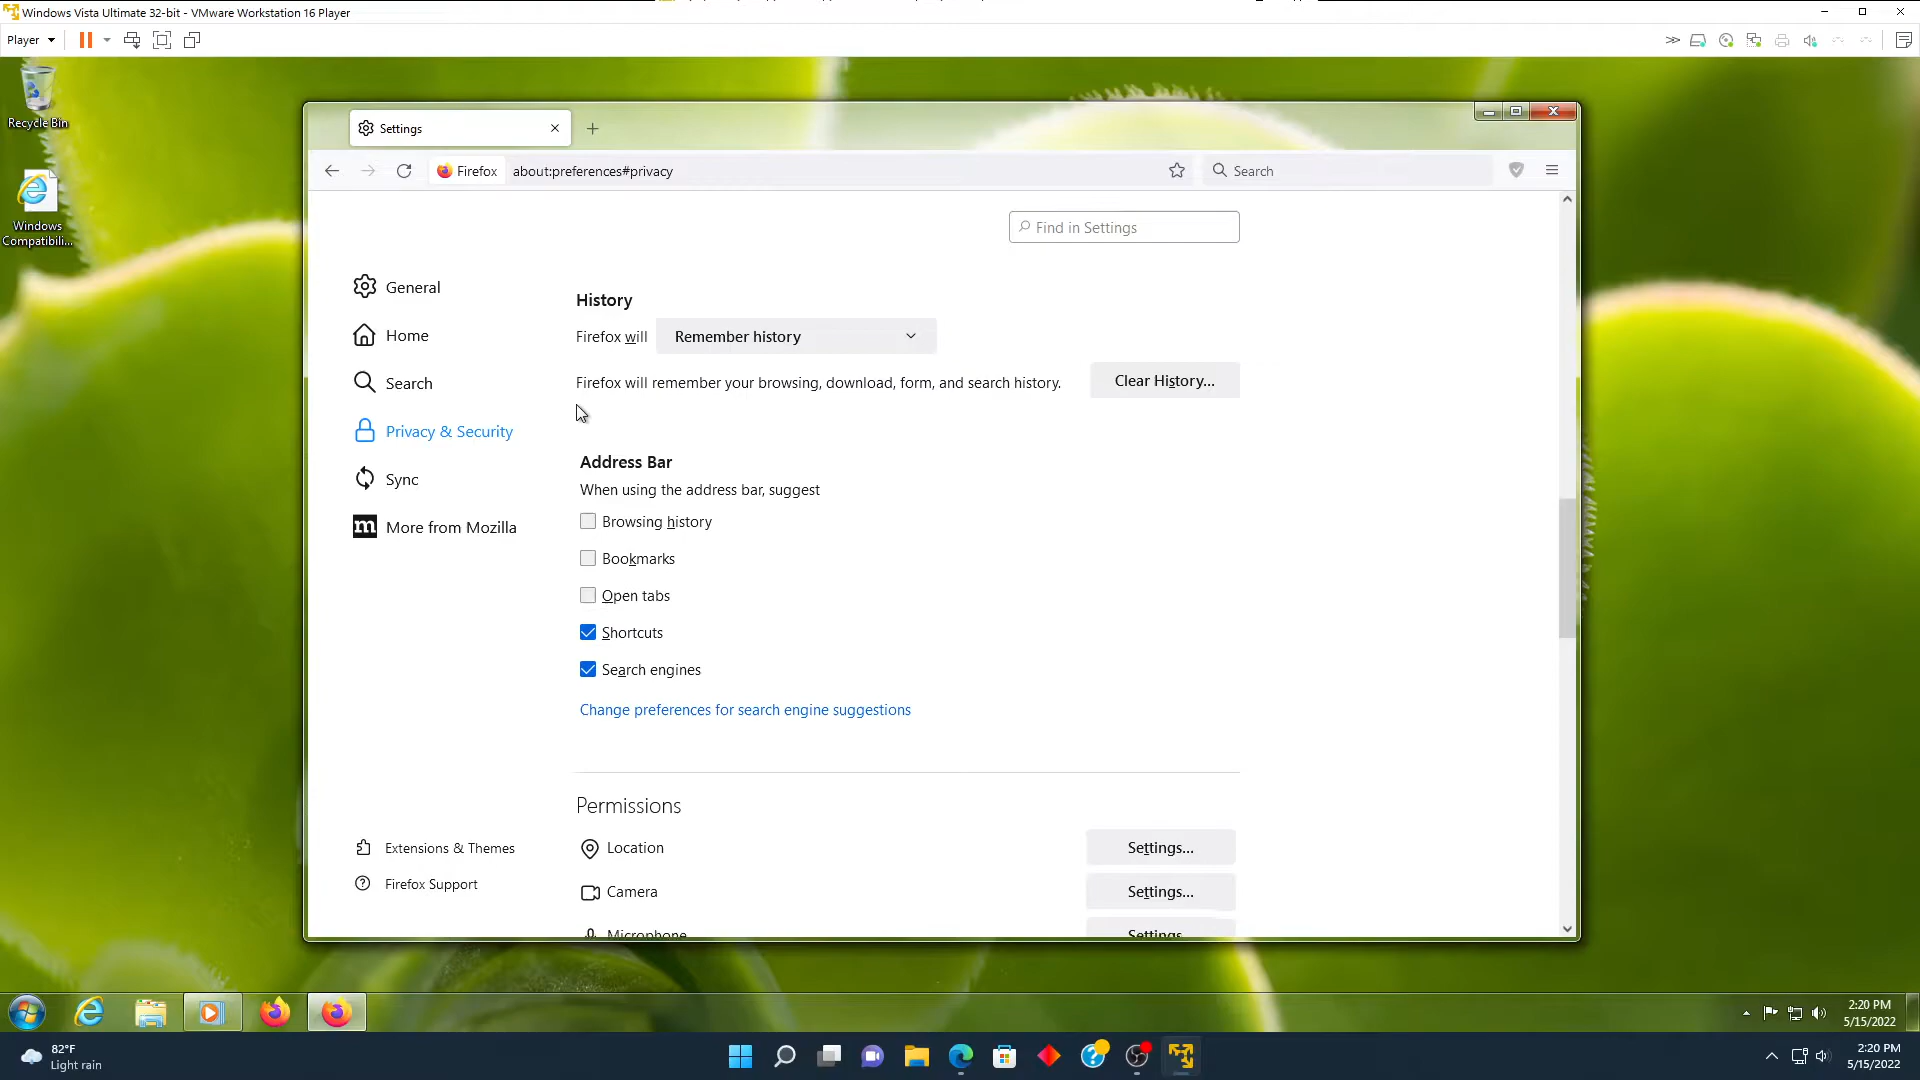 Windows Vista Ultimate 32-bit - VMware Workstation 16 Player
Player
Recycle Bin
Windows
Compatibili...
Settings
Firefox
about:preferences#privacy
Search
Find in Settings
General
Home
Search
Privacy & Security
Sync
More from Mozilla
Extensions & Themes
Firefox Support
History
Firefox will
Remember history
Firefox will remember your browsing, download, form, and search history.
Clear History...
Address Bar
When using the address bar, suggest
Browsing history
Bookmarks
Open tabs
Shortcuts
Search engines
Change preferences for search engine suggestions
Permissions
Location
Settings...
Camera
Settings...
Microphone
Settings
2:20 PM
5/15/2022
82°F
Light rain
2:20 PM
5/15/2022